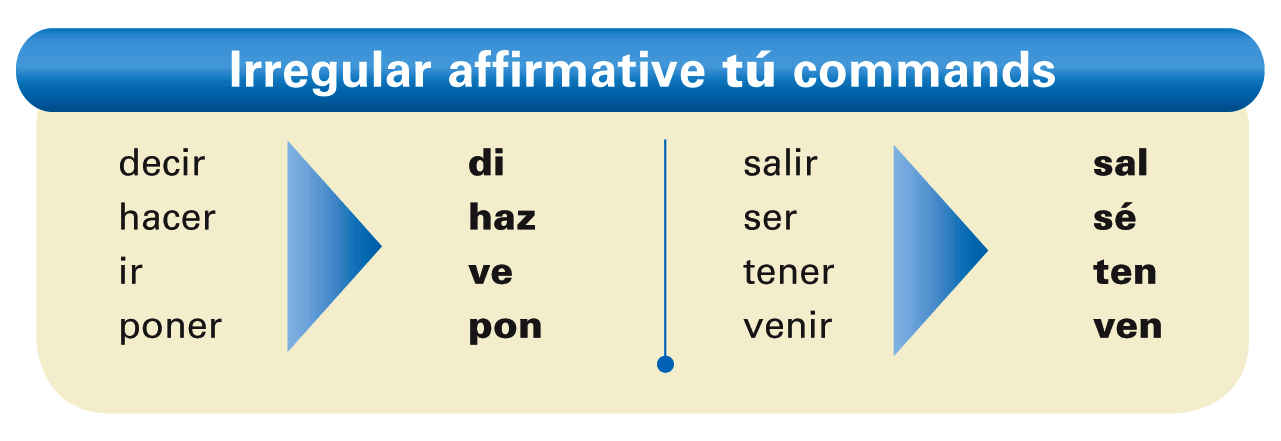 Irregular affirmative tú commands
decir di
hacer haz
ir ve
poner pon
salir sal
ser sé
tener ten
venir ven